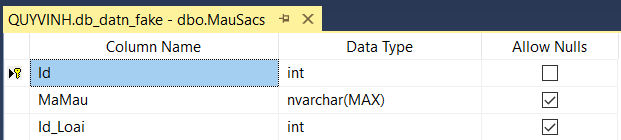 QUYVINH.db_datn_fake - dbo.MauSacs
Column Name Data Type Allow Nulls
Id int
MaMau nvarchar(MAX)
Id_Loai int